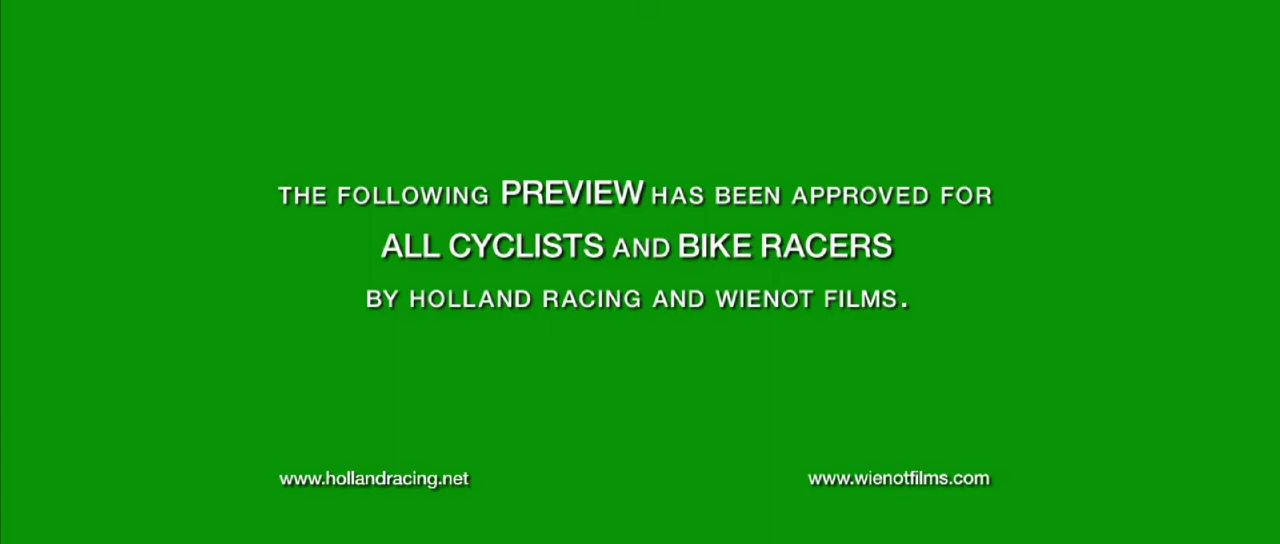 THE FOLLOWING PREVIEW HAS BEEN APPROVED FOR
ALL CYCLISTS AND BIKE RACERS
BY HOLLAND RACING AND WIENOT FILMS.
www.hollandracing.net www.wienotfilms.com